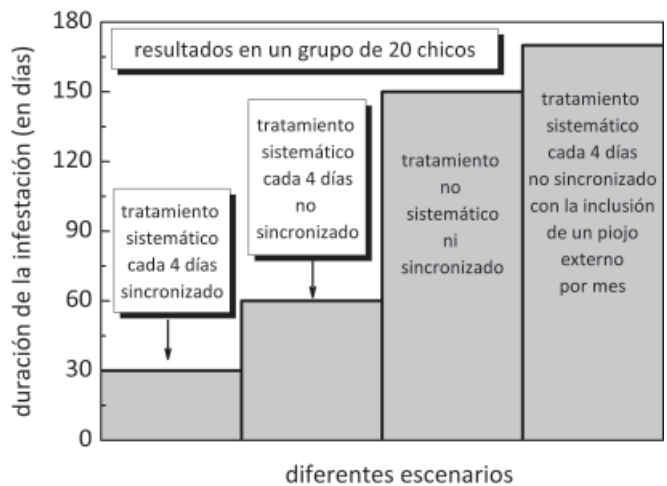 duración de la infestación (en días)
180
150
120
90
60
30
0
resultados en un grupo de 20 chicos
tratamiento
sistemático
cada 4 días
sincronizado
tratamiento
sistemático
cada 4 días
no
sincronizado
tratamiento
no
sistemático
ni
sincronizado
tratamiento
sistemático
cada 4 días
no sincronizado
con la inclusión
de un piojo
externo
por mes
diferentes escenarios